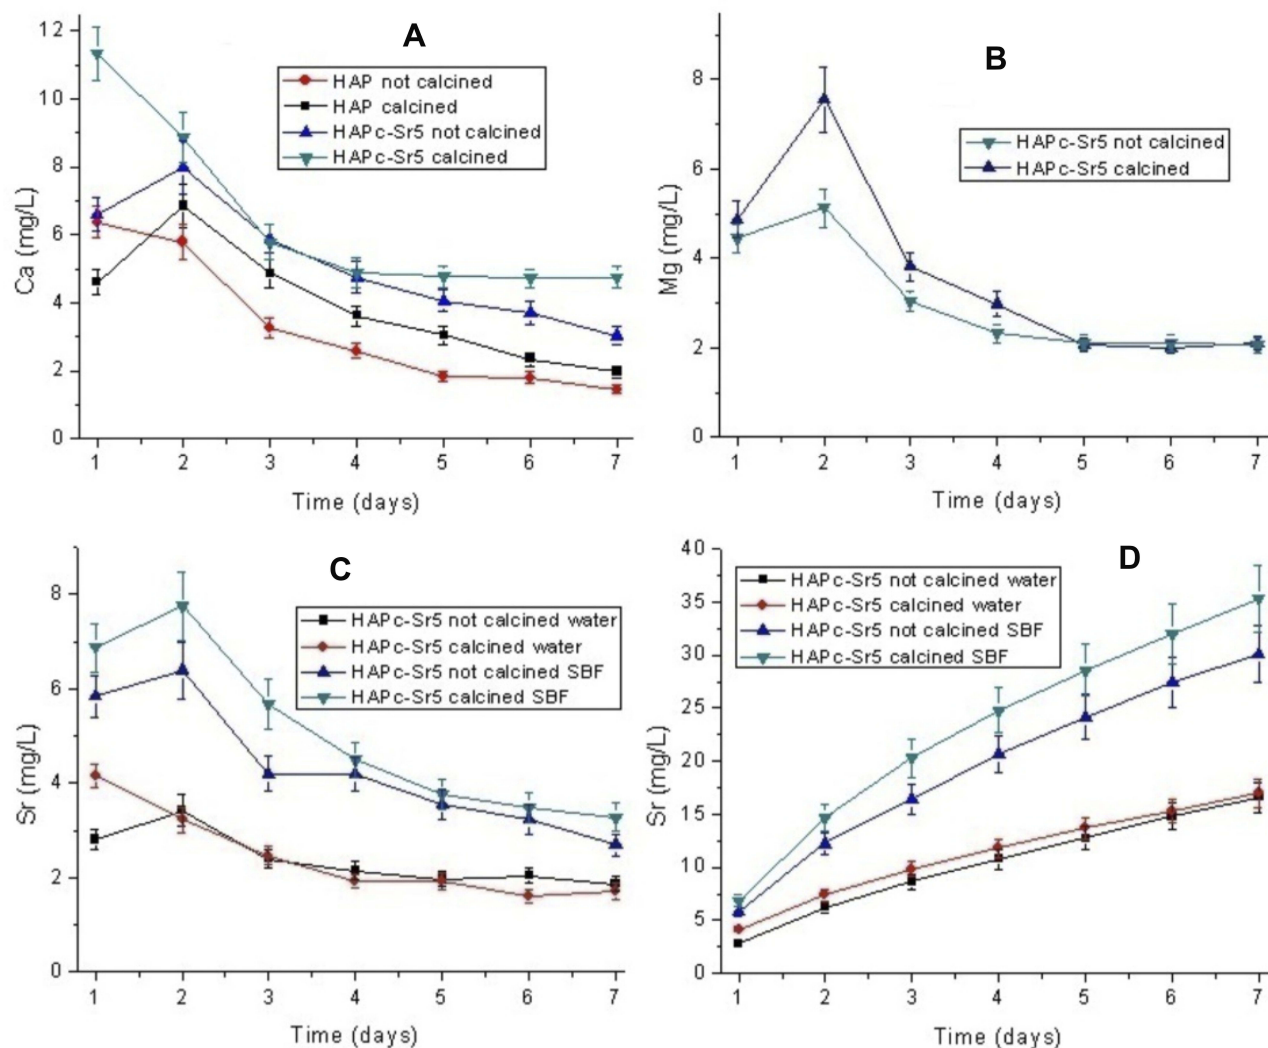 A
HAP not calcined
HAP calcined
HAPc-Sr5 not calcined
HAPc-Sr5 calcined
Ca (mg/L)
12
10
8
6
4
2
0
1 2 3 4 5 6 7
Time (days)
B
HAPc-Sr5 not calcined
HAPc-Sr5 calcined
Mg (mg/L)
8
6
4
2
0
1 2 3 4 5 6 7
Time (days)
C
HAPc-Sr5 not calcined water
HAPc-Sr5 calcined water
HAPc-Sr5 not calcined SBF
HAPc-Sr5 calcined SBF
Sr (mg/L)
8
6
4
2
0
1 2 3 4 5 6 7
Time (days)
D
HAPc-Sr5 not calcined water
HAPc-Sr5 calcined water
HAPc-Sr5 not calcined SBF
HAPc-Sr5 calcined SBF
Sr (mg/L)
40
35
30
25
20
15
10
5
0
1 2 3 4 5 6 7
Time (days)